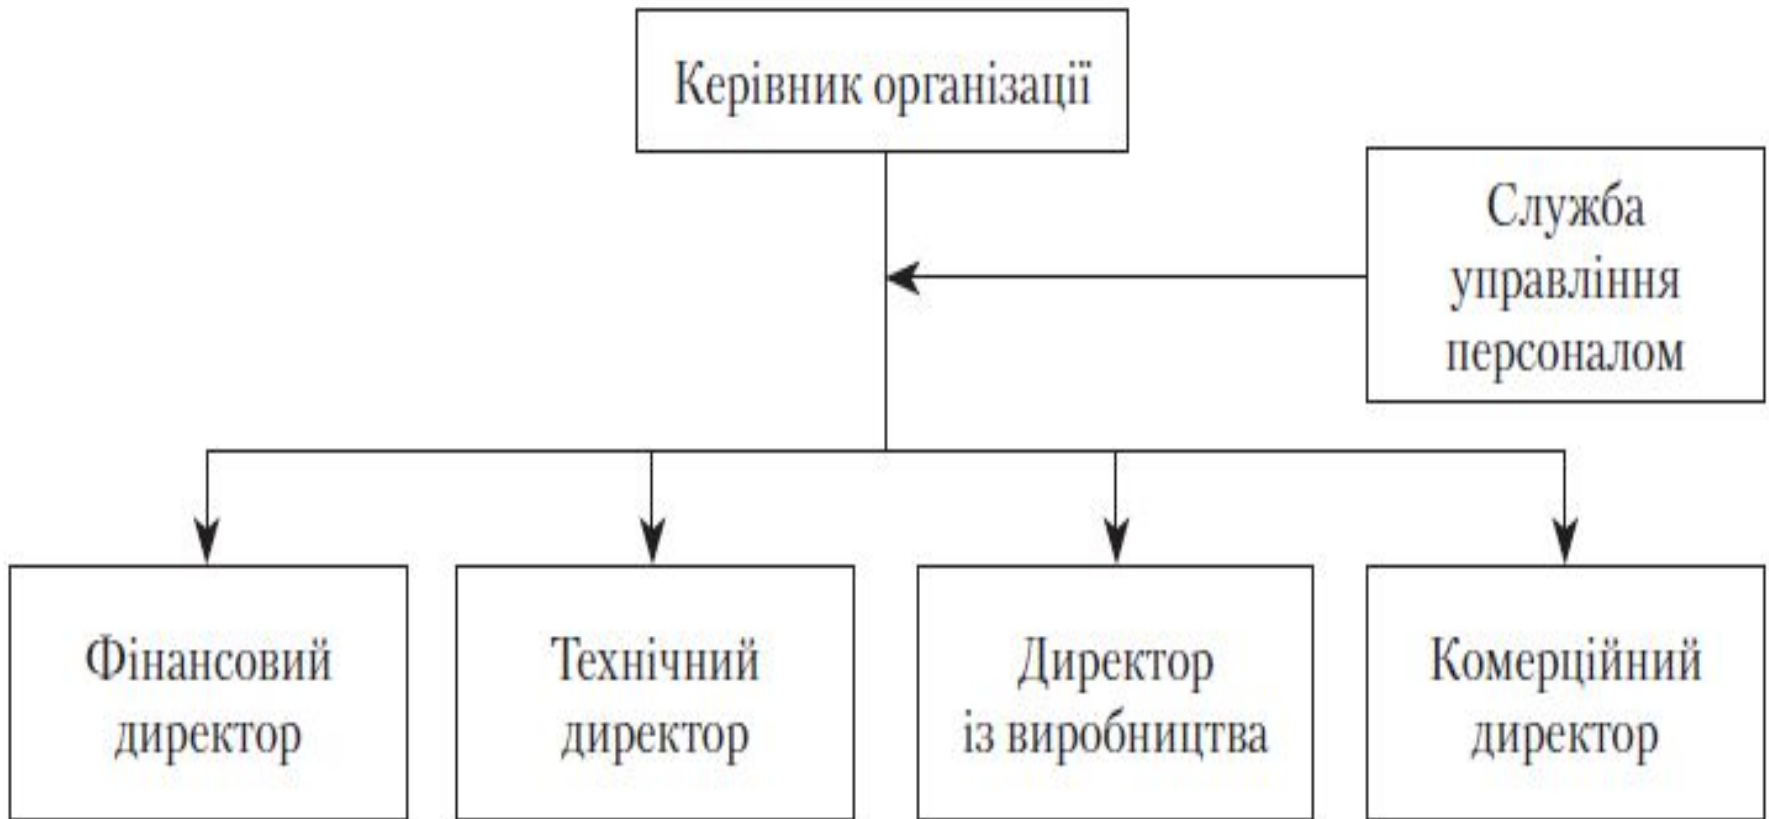 Керівник організації
Служба
управління
персоналом
Фінансовий
директор
Технічний
директор
Директор
із виробництва
Комерційний
директор